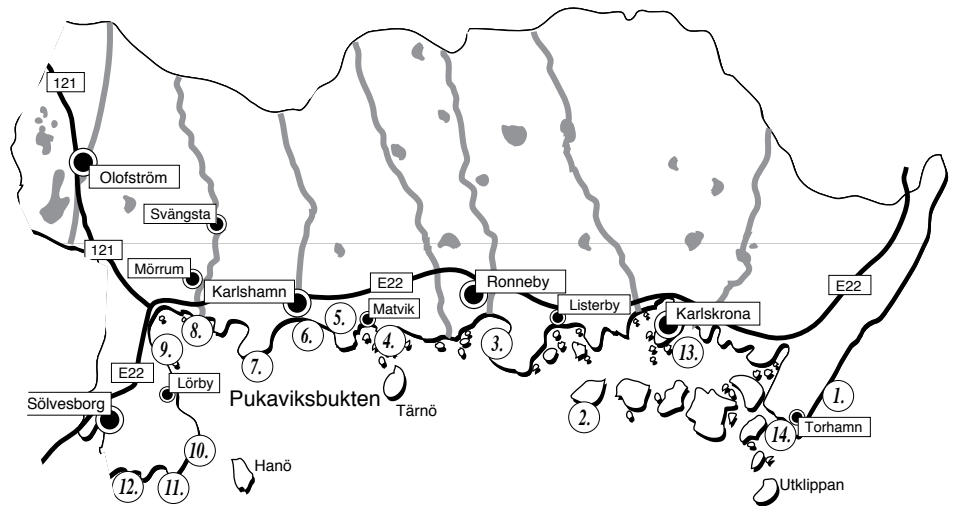 121
Olofström
Svängsta
121
Mörrum
Karlshamn
E22
Ronneby
E22
5.
Matvik
Listerby
Karlskrona
9.
8.
7.
6.
4.
3.
13.
E22
Lörby
Sölvesborg
Pukaviksbukten
Tärnö
2.
1.
14.
Torhamn
10.
12.
11.
Hanö
Utklippan